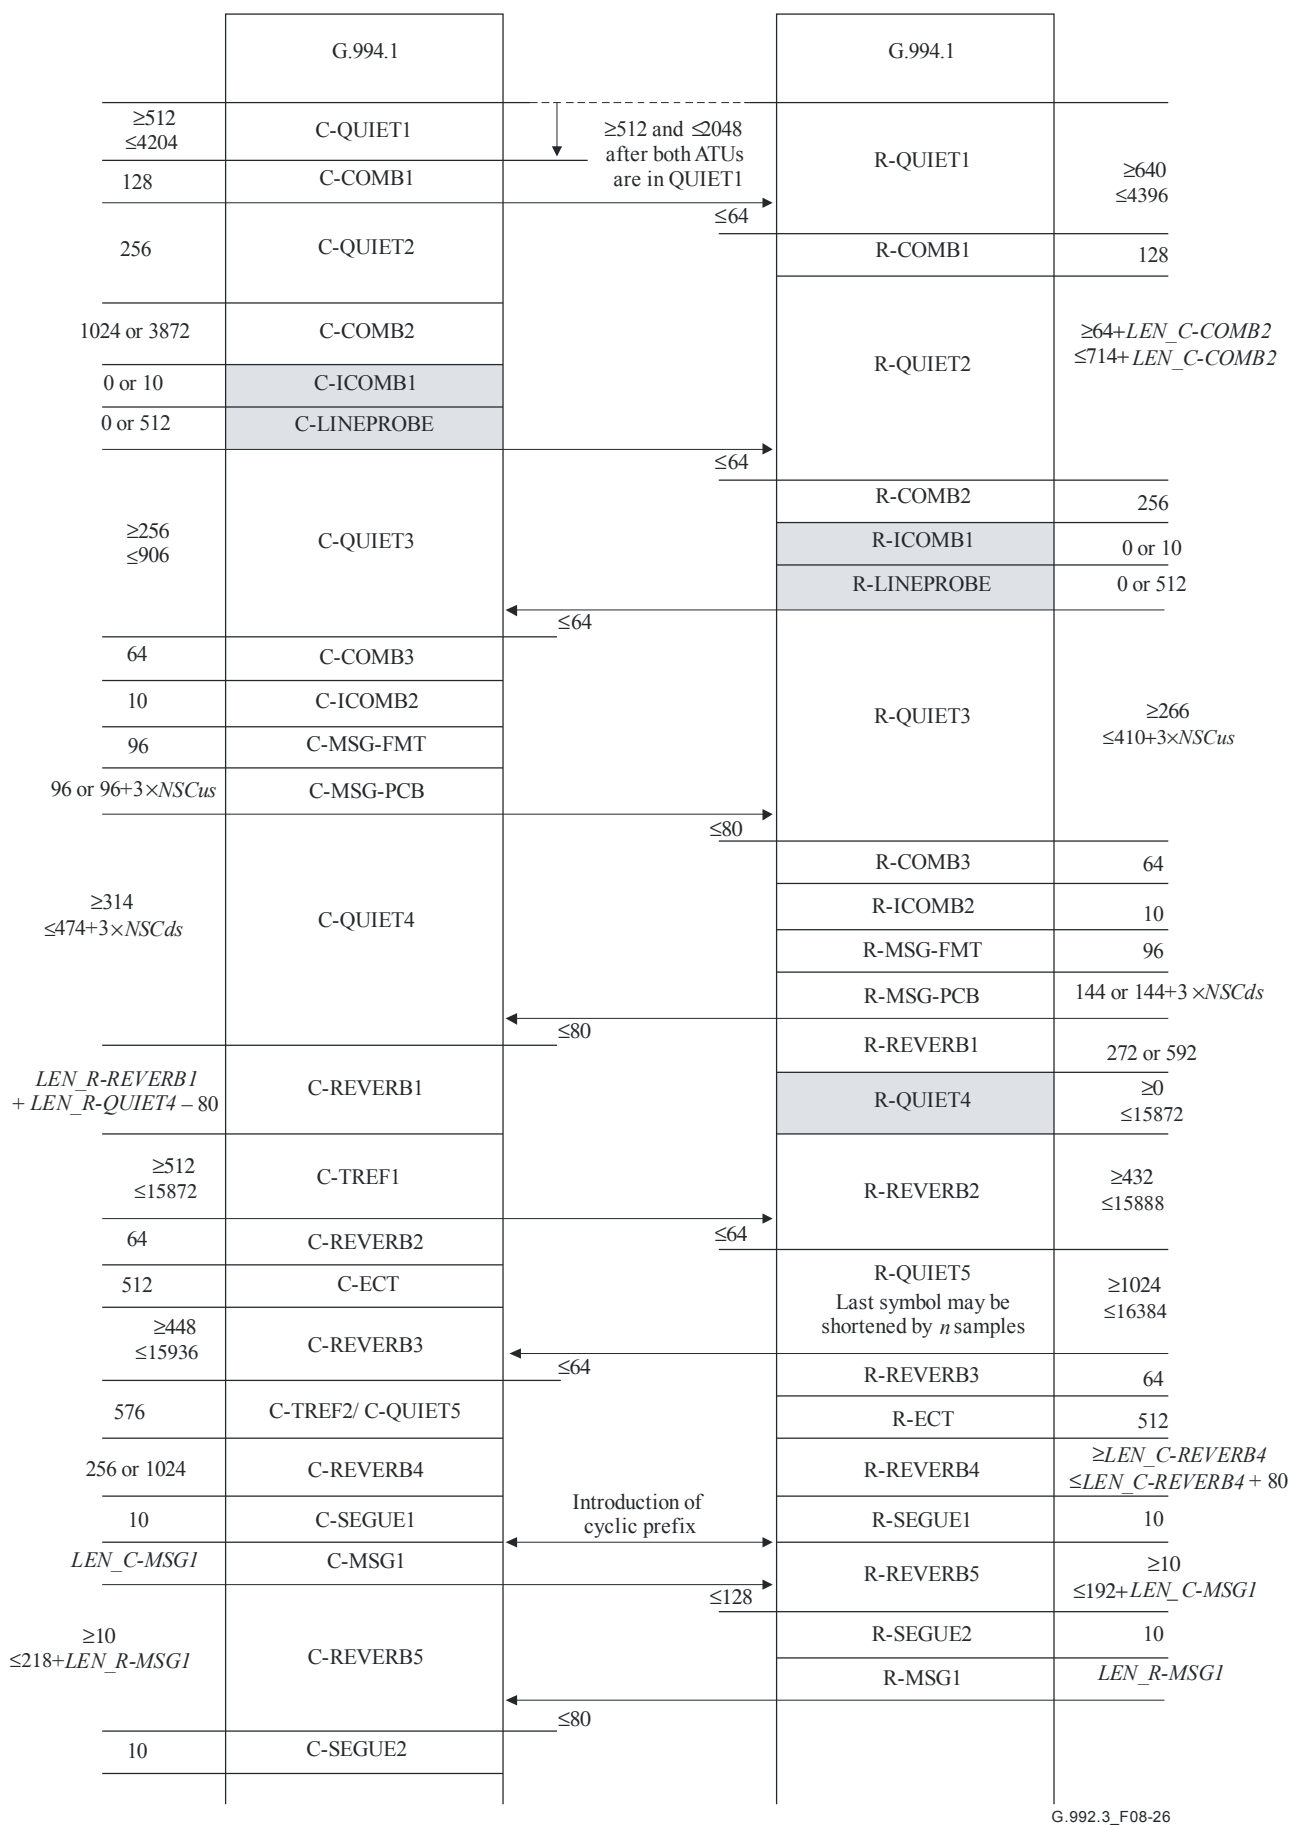 G.994.1
G.994.1
≥512
≤4204
C-QUIET1
≥512 and ≤2048
after both ATUs
are in QUIET1
R-QUIET1
≥640
≤4396
128
C-COMB1
≤64
256
C-QUIET2
R-COMB1
128
1024 or 3872
C-COMB2
R-QUIET2
≥64+LEN_C-COMB2
≤714+LEN_C-COMB2
0 or 10
C-ICOMB1
0 or 512
C-LINEPROBE
≤64
≥256
≤906
C-QUIET3
R-COMB2
256
R-ICOMB1
0 or 10
R-LINEPROBE
0 or 512
≤64
64
C-COMB3
10
C-ICOMB2
R-QUIET3
≥266
≤410+3×NSCus
96
C-MSG-FMT
96 or 96+3×NSCus
C-MSG-PCB
≤80
R-COMB3
64
≥314
≤474+3×NSCds
C-QUIET4
R-ICOMB2
10
R-MSG-FMT
96
R-MSG-PCB
144 or 144+3×NSCds
≤80
R-REVERB1
272 or 592
LEN_R-REVERB1
+ LEN_R-QUIET4 – 80
C-REVERB1
R-QUIET4
≥0
≤15872
≥512
≤15872
C-TREF1
R-REVERB2
≥432
≤15888
≤64
64
C-REVERB2
512
C-ECT
R-QUIET5
Last symbol may be
shortened by n samples
≥1024
≤16384
≥448
≤15936
C-REVERB3
≤64
R-REVERB3
64
576
C-TREF2/ C-QUIET5
R-ECT
512
256 or 1024
C-REVERB4
R-REVERB4
≥LEN_C-REVERB4
≤LEN_C-REVERB4 + 80
10
C-SEGUE1
Introduction of
cyclic prefix
R-SEGUE1
10
LEN_C-MSG1
C-MSG1
R-REVERB5
≥10
≤192+LEN_C-MSG1
≤128
≥10
≤218+LEN_R-MSG1
C-REVERB5
R-SEGUE2
10
R-MSG1
LEN_R-MSG1
≤80
10
C-SEGUE2
G.992.3_F08-26